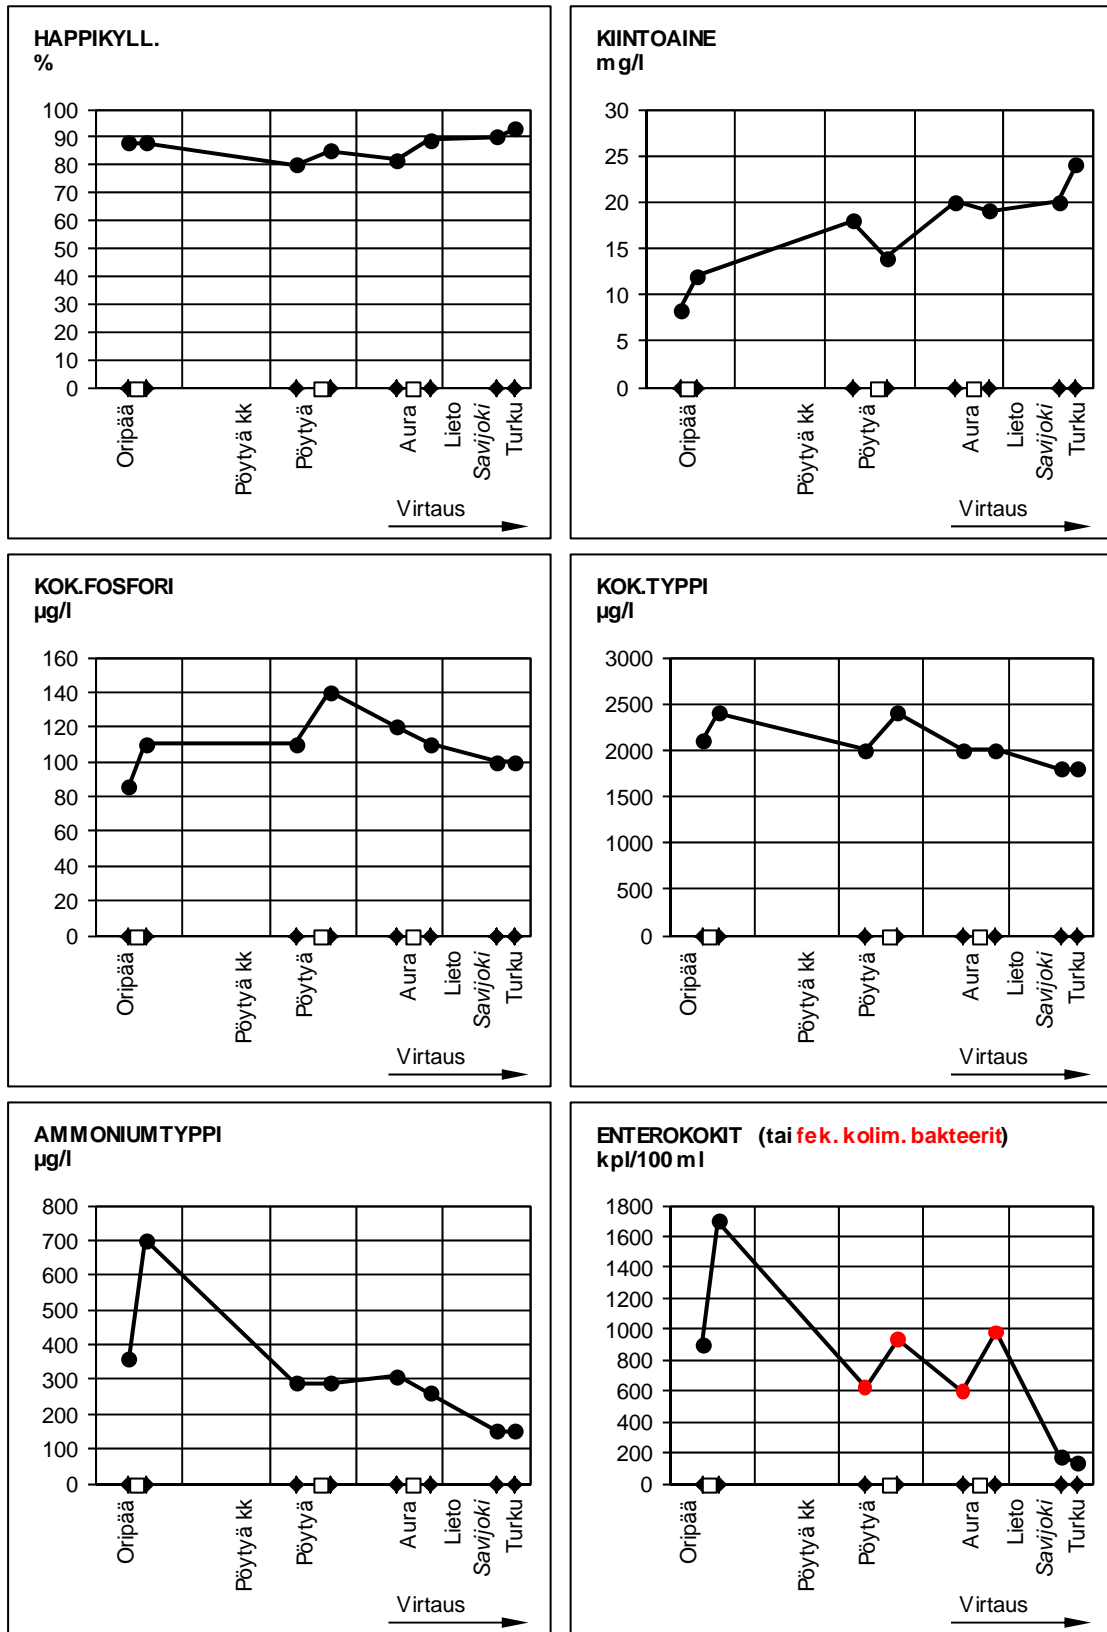 HAPPIKYLL.
%
100
90
80
70
60
50
40
30
20
10
0
Oripää
Pöytyä kk
Pöytyä
Aura
Lieto
Savijoki
Turku
Virtaus
KIINTOAINE
mg/l
30
25
20
15
10
5
0
Oripää
Pöytyä kk
Pöytyä
Aura
Lieto
Savijoki
Turku
Virtaus
KOK.FOSFORI
µg/l
160
140
120
100
80
60
40
20
0
Oripää
Pöytyä kk
Pöytyä
Aura
Lieto
Savijoki
Turku
Virtaus
KOK.TYPPI
µg/l
3000
2500
2000
1500
1000
500
0
Oripää
Pöytyä kk
Pöytyä
Aura
Lieto
Savijoki
Turku
Virtaus
AMMONIUMTYPPI
µg/l
800
700
600
500
400
300
200
100
0
Oripää
Pöytyä kk
Pöytyä
Aura
Lieto
Savijoki
Turku
Virtaus
ENTEROKOKIT (tai fek. kolim. bakteerit)
kpl/100 ml
1800
1600
1400
1200
1000
800
600
400
200
0
Oripää
Pöytyä kk
Pöytyä
Aura
Lieto
Savijoki
Turku
Virtaus